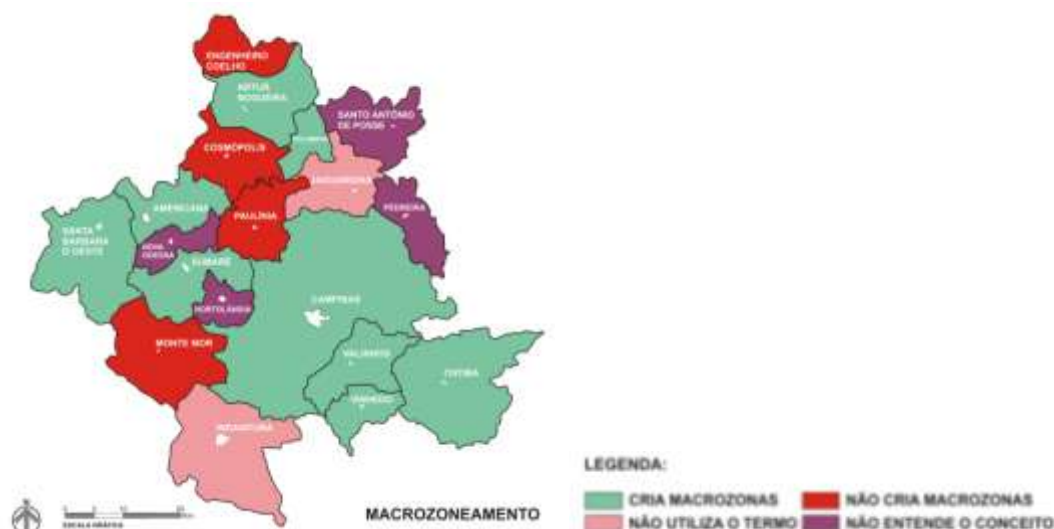 ENGENHEIRO
COELHO
ARTUR
NOGUEIRA
SANTO ANTÔNIO
DE POSSE
COSMÓPOLIS
JAGUARIÚNA
PEDREIRA
AMERICANA
PAULÍNIA
SANTA
BARBARA
D OESTE
NOVA
ODESSA
SUMARÉ
HORTOLÂNDIA
CAMPINAS
MONTE MOR
VALINHOS
ITATIBA
VINHEDO
INDAIATUBA
ESCALA GRÁFICA
MACROZONEAMENTO
LEGENDA:
CRIA MACROZONAS
NÃO CRIA MACROZONAS
NÃO UTILIZA O TERMO
NÃO ENTENDE O CONCEITO